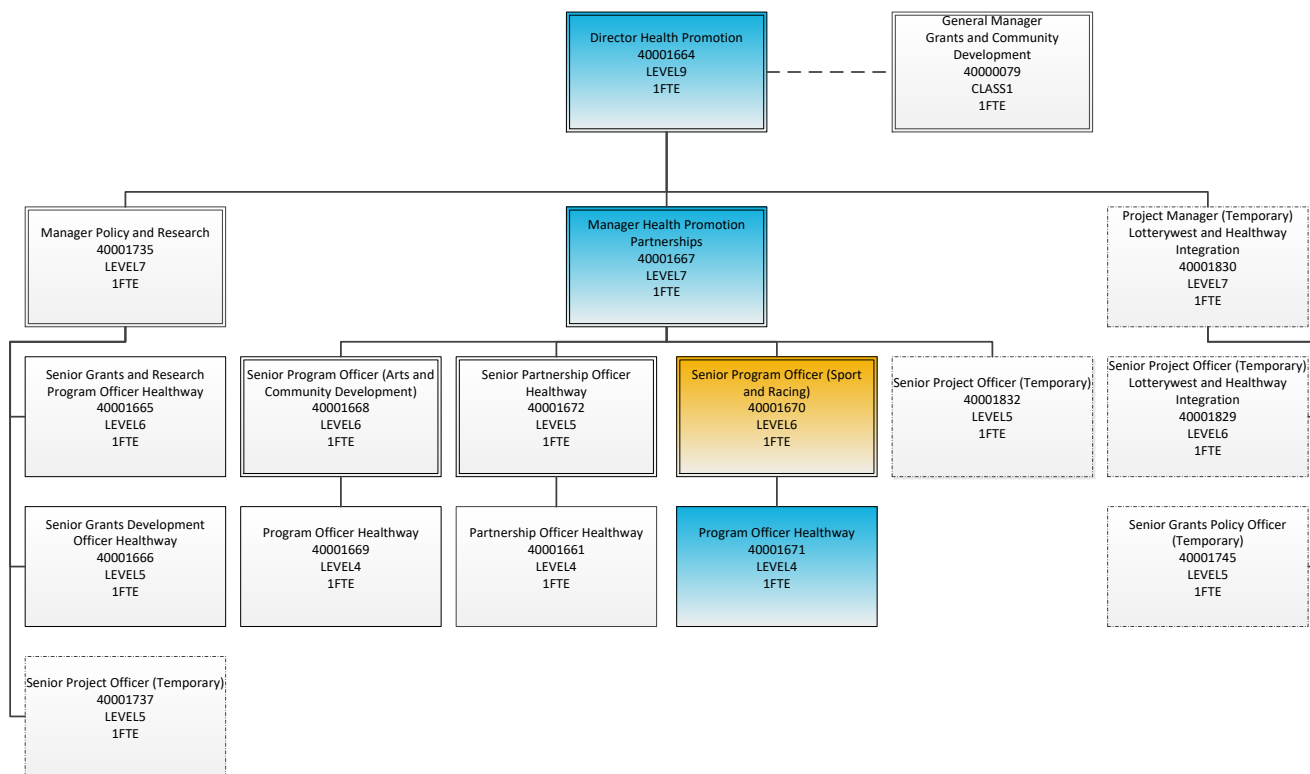 Director Health Promotion
40001664
LEVEL9
1FTE
General Manager
Grants and Community
Development
40000079
CLASS1
1FTE
Manager Policy and Research
40001735
LEVEL7
1FTE
Manager Health Promotion
Partnerships
40001667
LEVEL7
1FTE
Project Manager (Temporary)
Lotterywest and Healthway
Integration
40001830
LEVEL7
1FTE
Senior Grants and Research
Program Officer Healthway
40001665
LEVEL6
1FTE
Senior Program Officer (Arts and
Community Development)
40001668
LEVEL6
1FTE
Senior Partnership Officer
Healthway
40001672
LEVEL5
1FTE
Senior Program Officer (Sport
and Racing)
40001670
LEVEL6
1FTE
Senior Project Officer (Temporary)
40001832
LEVEL5
1FTE
Senior Project Officer (Temporary)
Lotterywest and Healthway
Integration
40001829
LEVEL6
1FTE
Senior Grants Development
Officer Healthway
40001666
LEVEL5
1FTE
Program Officer Healthway
40001669
LEVEL4
1FTE
Partnership Officer Healthway
40001661
LEVEL4
1FTE
Program Officer Healthway
40001671
LEVEL4
1FTE
Senior Grants Policy Officer
(Temporary)
40001745
LEVEL5
1FTE
Senior Project Officer (Temporary)
40001737
LEVEL5
1FTE